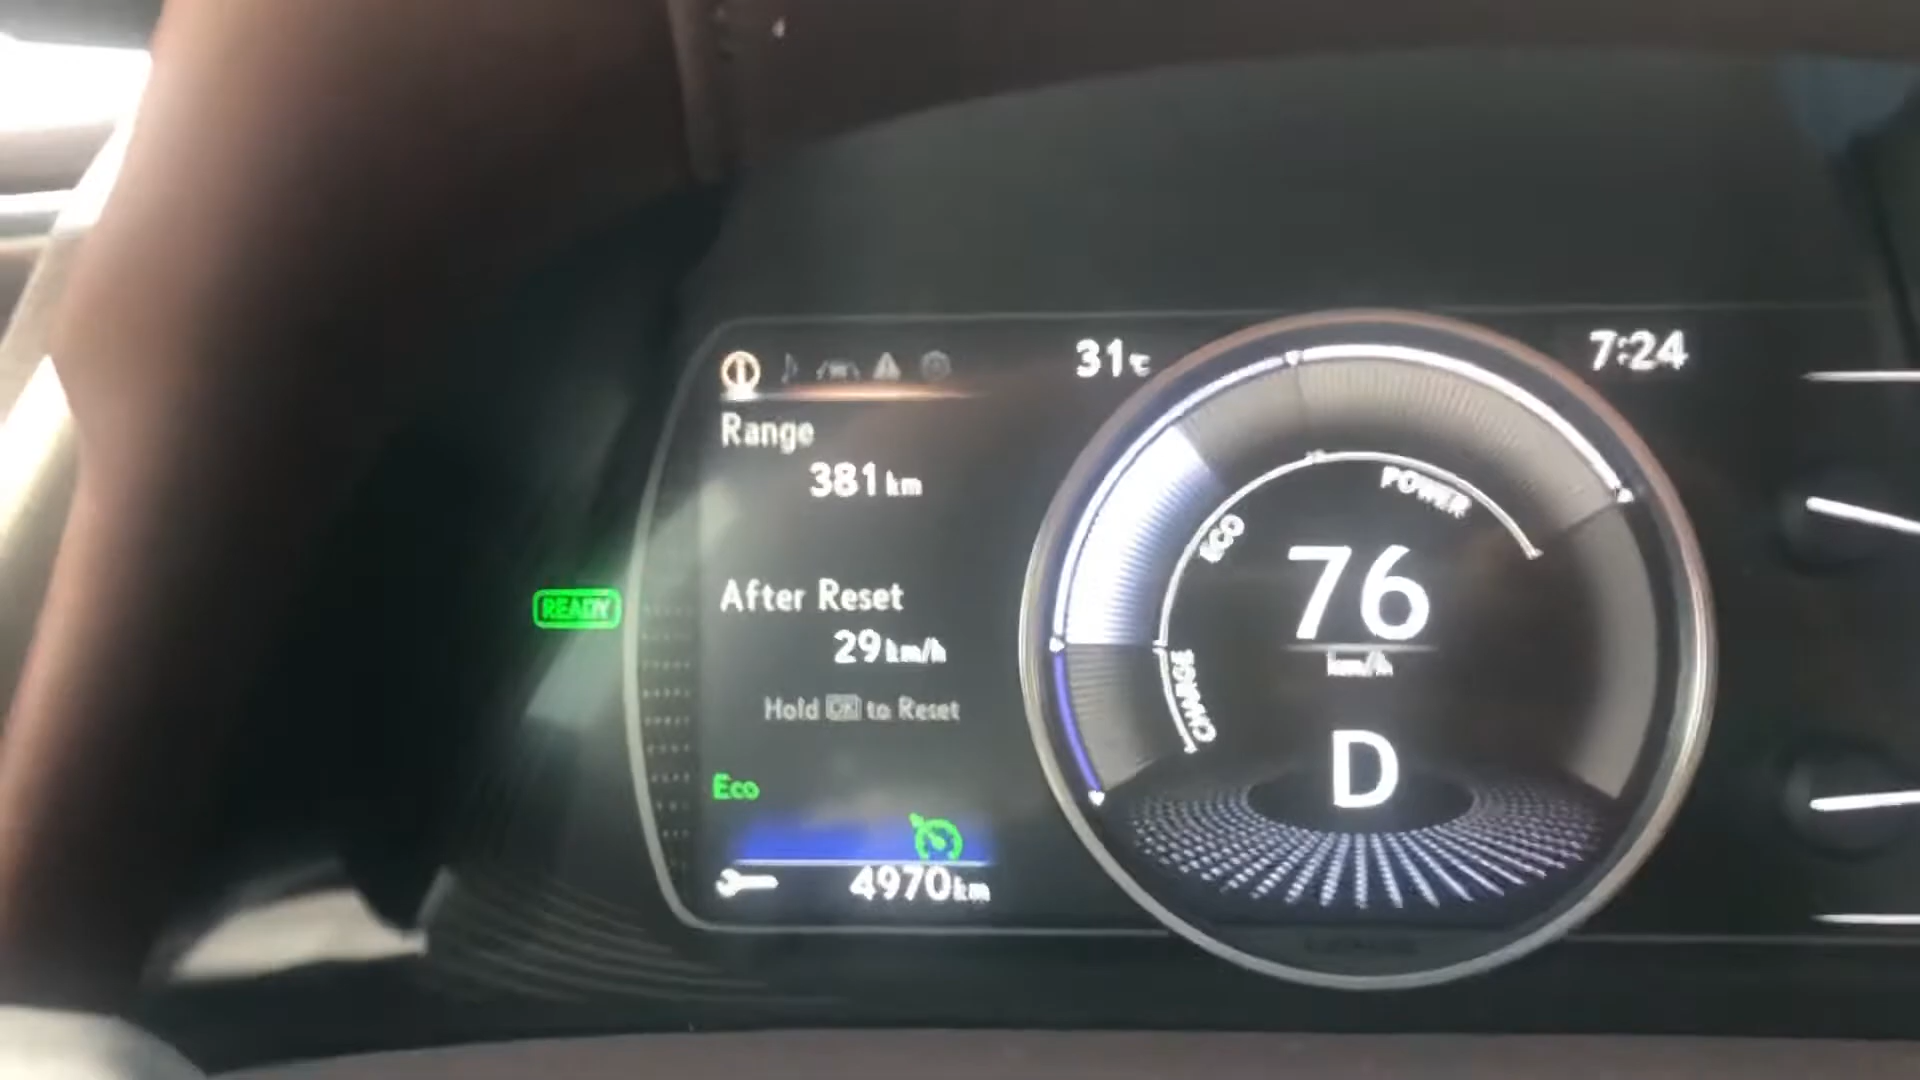 31°C
7:24
Range
381 km
POWER
ECO
CHARGE
76
km/h
READY
After Reset
29 km/h
Hold OK to Reset
D
Eco
4970 km